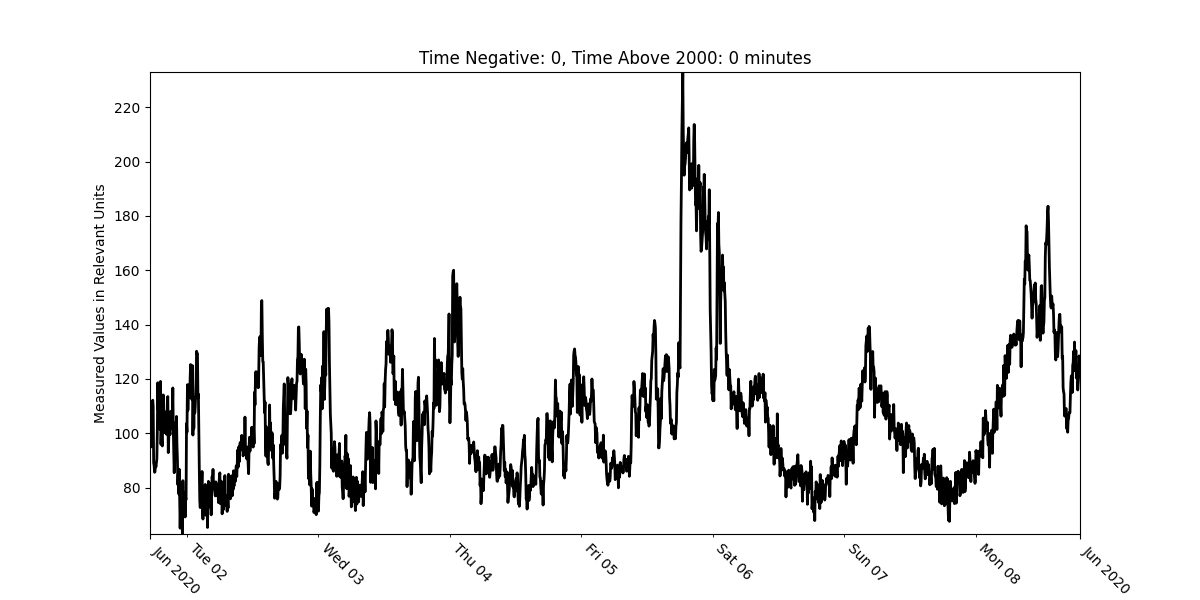 Time Negative: 0, Time Above 2000: 0 minutes
Measured Values in Relevant Units
220
200
180
160
140
120
100
80
Jun 2020
Tue 02
Wed 03
Thu 04
Fri 05
Sat 06
Sun 07
Mon 08
Jun 2020